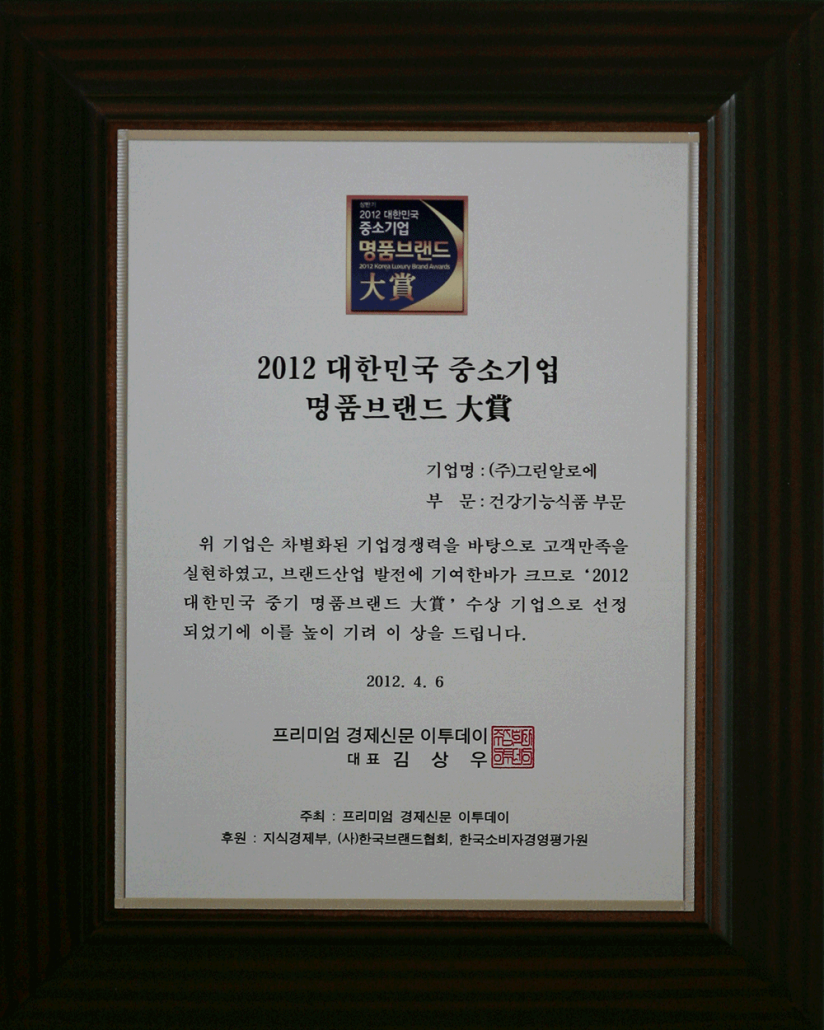 상반기
2012 대한민국
중소기업
명품브랜드
2012 Korea Luxury Brand Awards
大賞
2012 대한민국 중소기업
명품브랜드 大賞
기업명 : (주)그린알로에
부 문 : 건강기능식품 부문
위 기업은 차별화된 기업경쟁력을 바탕으로 고객만족을
실현하였고, 브랜드산업 발전에 기여한바가 크므로 ‘2012
대한민국 중기 명품브랜드 大賞’ 수상 기업으로 선정
되었기에 이를 높이 기려 이 상을 드립니다.
2012. 4. 6
프리미엄 경제신문 이투데이
대표 김 상 우
주최 : 프리미엄 경제신문 이투데이
후원 : 지식경제부, (사)한국브랜드협회, 한국소비자경영평가원